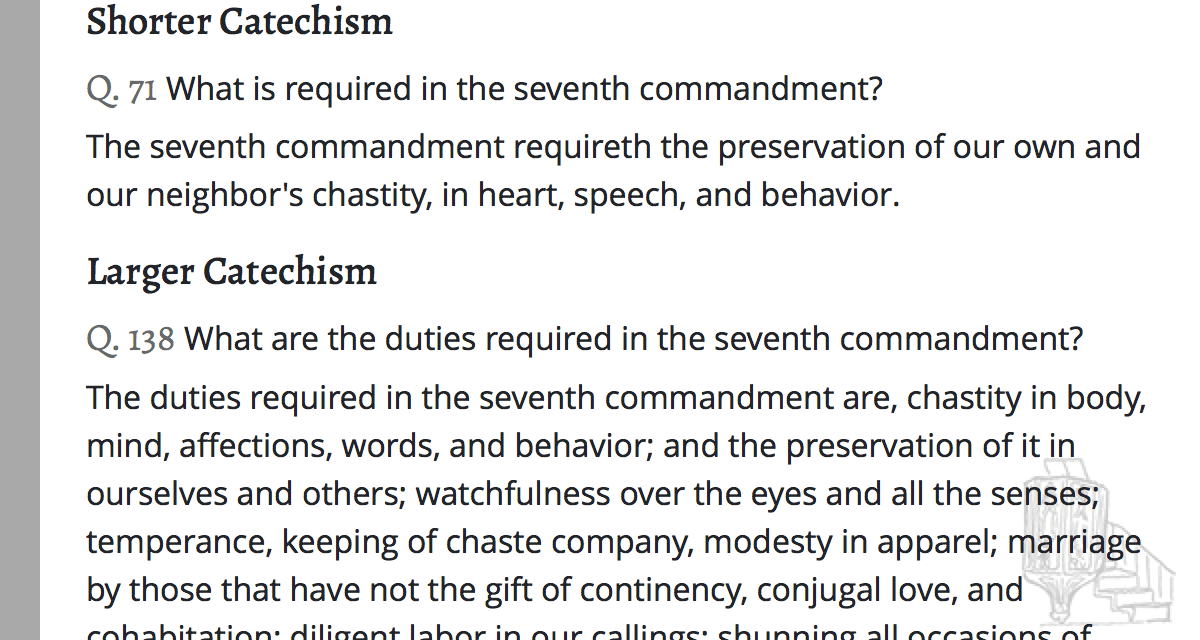 Shorter Catechism
Q. 71 What is required in the seventh commandment?
The seventh commandment requireth the preservation of our own and
our neighbor's chastity, in heart, speech, and behavior.
Larger Catechism
Q. 138 What are the duties required in the seventh commandment?
The duties required in the seventh commandment are, chastity in body,
mind, affections, words, and behavior; and the preservation of it in
ourselves and others; watchfulness over the eyes and all the senses;
temperance, keeping of chaste company, modesty in apparel; marriage
by those that have not the gift of continency, conjugal love, and
cohabitation; diligent labor in our callings; shunning all occasions of